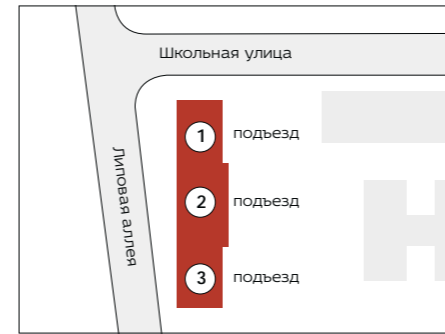 Школьная улица
1 подъезд
Липовая аллея
2 подъезд
3 подъезд